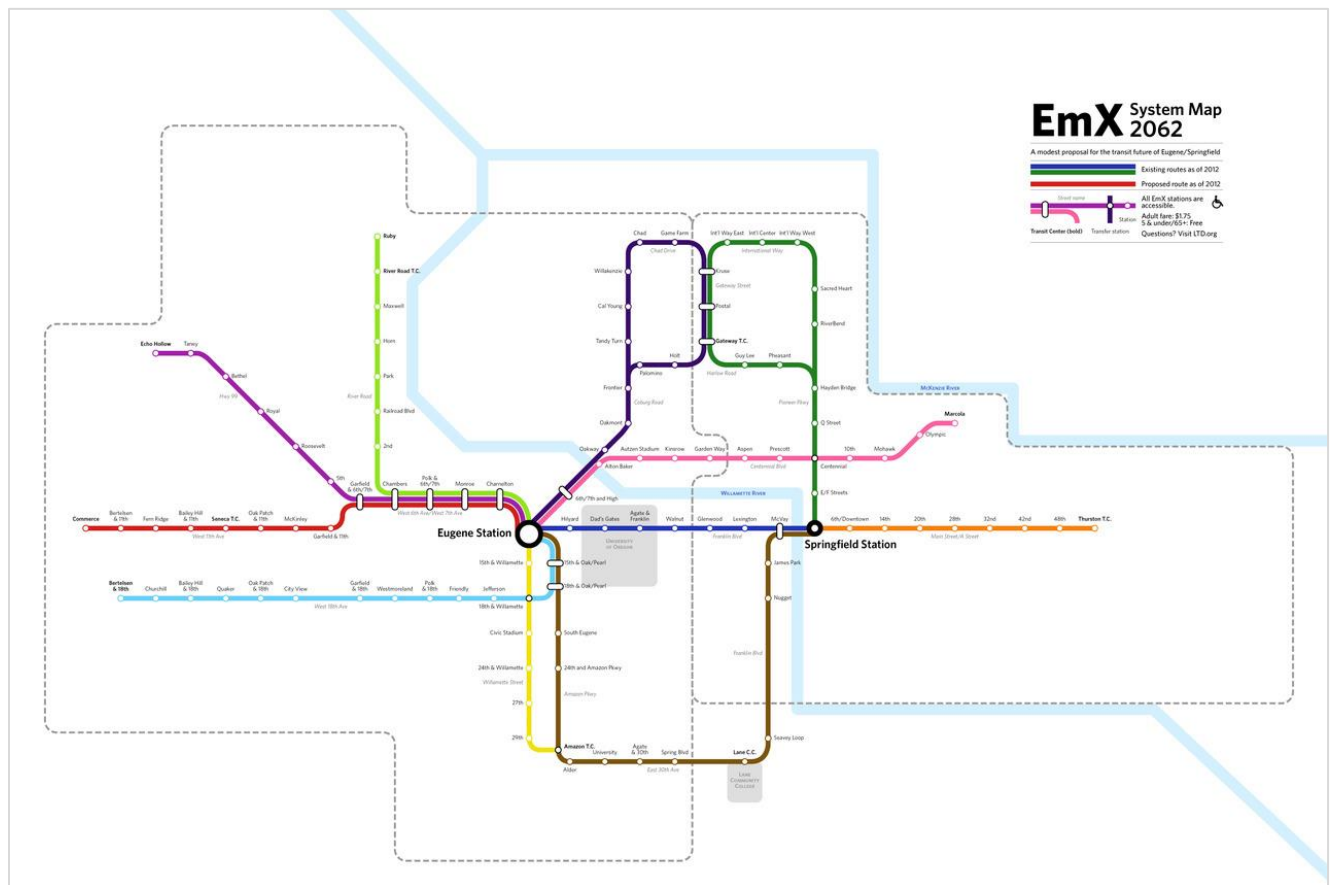 EmX System Map
2062
A modest proposal for the transit future of Eugene/Springfield
Existing routes as of 2012
Proposed route as of 2012
Street name
Station
Transit Center (bold)
Transfer station
All EmX stations are
accessible.
Adult fare: $1.75
5 & under/65+: Free
Questions? Visit LTD.org
Ruby
River Road T.C.
Maxwell
Horn
Park
River Road
Railroad Blvd
2nd
Echo Hollow
Taney
Bethel
Hwy 99
Royal
Roosevelt
5th
Garfield
& 6th/7th
Chambers
Polk &
6th/7th
Monroe
Charnelton
West 6th Ave/West 7th Ave
Commerce
Bertelsen
& 11th
Fern Ridge
Bailey Hill
& 11th
Seneca T.C.
Oak Patch
& 11th
McKinley
Garfield & 11th
West 11th Ave
Eugene Station
Bertelsen
& 18th
Churchill
Bailey Hill
& 18th
Quaker
Oak Patch
& 18th
City View
Garfield
& 18th
Westmoreland
Polk
& 18th
Friendly
Jefferson
18th & Willamette
West 18th Ave
15th & Willamette
Civic Stadium
24th & Willamette
Willamette Street
27th
29th
15th & Oak/Pearl
18th & Oak/Pearl
South Eugene
24th and Amazon Pkwy
Amazon Pkwy
Amazon T.C.
Alder
University
Agate
& 30th
Spring Blvd
East 30th Ave
Lane C.C.
Lane
Community
College
Seavey Loop
Franklin Blvd
Nugget
James Park
Chad
Game Farm
Chad Drive
Willakenzie
Cal Young
Tandy Turn
Frontier
Palomino
Holt
Coburg Road
Oakmont
Oakway
6th/7th and High
Kruse
Gateway Street
Postal
Gateway T.C.
Int'l Way East
Int'l Center
Int'l Way West
International Way
Sacred Heart
RiverBend
Guy Lee
Pheasant
Harlow Road
Hayden Bridge
Pioneer Pkwy
Q Street
Centennial
E/F Streets
Alton Baker
Autzen Stadium
Kinsrow
Garden Way
Aspen
Prescott
Centennial Blvd
10th
Mohawk
Olympic
Marcola
McKenzie River
Willamette River
Hilyard
Dad's Gates
Agate &
Franklin
Walnut
Glenwood
Lexington
McVay
Franklin Blvd
University
of Oregon
Springfield Station
6th/Downtown
14th
20th
28th
32nd
42nd
48th
Thurston T.C.
Main Street/A Street